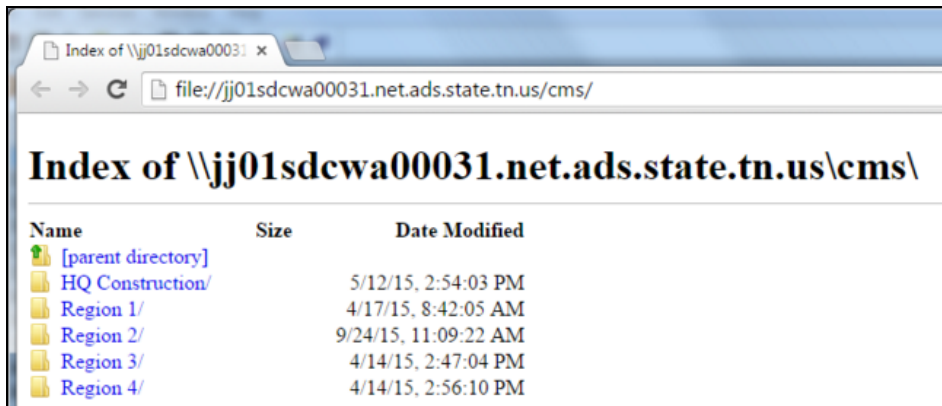 Index of \\jj01sdcwa00031
file://jj01sdcwa00031.net.ads.state.tn.us/cms/
Index of \\jj01sdcwa00031.net.ads.state.tn.us\cms\
Name Size Date Modified
[parent directory]
HQ Construction/ 5/12/15, 2:54:03 PM
Region 1/ 4/17/15, 8:42:05 AM
Region 2/ 9/24/15, 11:09:22 AM
Region 3/ 4/14/15, 2:47:04 PM
Region 4/ 4/14/15, 2:56:10 PM